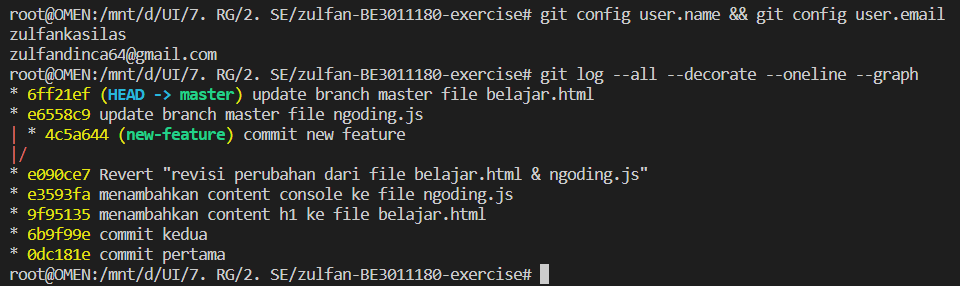 root@OMEN:/mnt/d/UI/7. RG/2. SE/zulfan-BE3011180-exercise# git config user.name && git config user.email
zulfankasilas
zulfandinca64@gmail.com
root@OMEN:/mnt/d/UI/7. RG/2. SE/zulfan-BE3011180-exercise# git log --all --decorate --oneline --graph
* 6ff21ef (HEAD -> master) update branch master file belajar.html
* e6558c9 update branch master file ngoding.js
| * 4c5a644 (new-feature) commit new feature
|/
* e090ce7 Revert "revisi perubahan dari file belajar.html & ngoding.js"
* e3593fa menambahkan content console ke file ngoding.js
* 9f95135 menambahkan content h1 ke file belajar.html
* 6b9f99e commit kedua
* 0dc181e commit pertama
root@OMEN:/mnt/d/UI/7. RG/2. SE/zulfan-BE3011180-exercise#